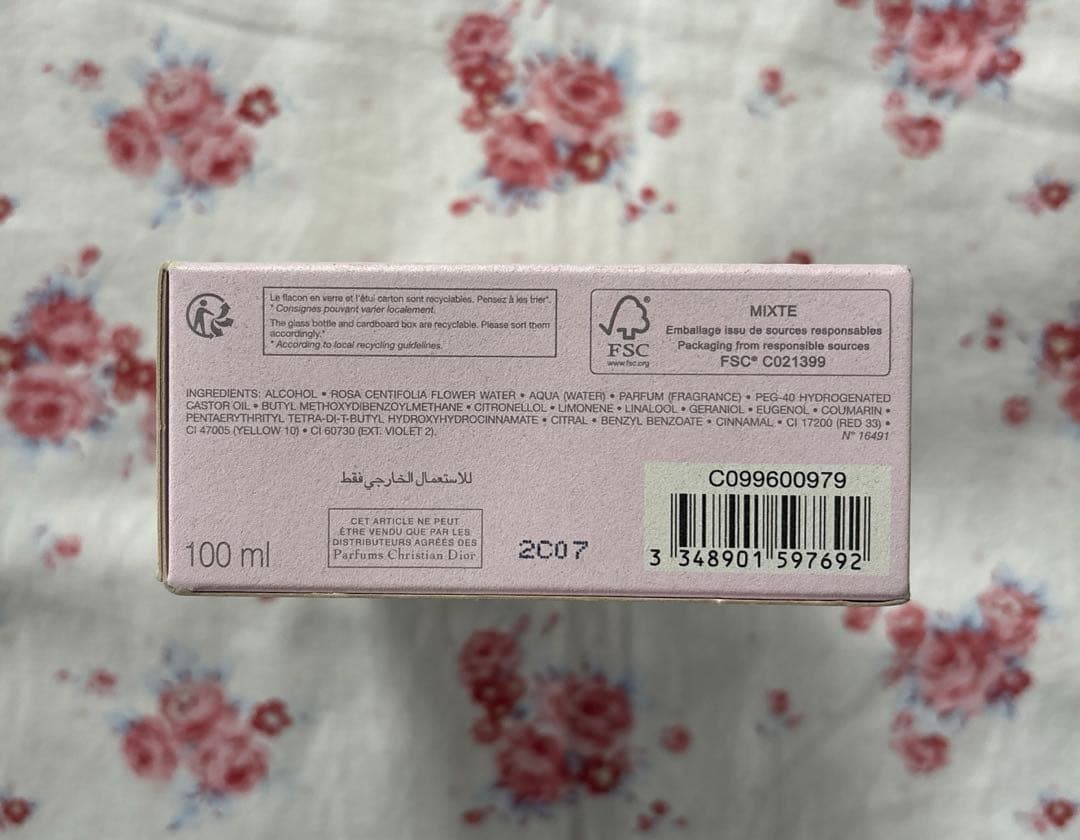 Le flacon en verre et l'étui carton sont recyclables. Pensez à les trier*.
* Consignes pouvant varier localement.
The glass bottle and cardboard box are recyclable. Please sort them
accordingly.*
* According to local recycling guidelines.
FSC®
www.fsc.org
MIXTE
Emballage issu de sources responsables
Packaging from responsible sources
FSC® C021399
INGREDIENTS: ALCOHOL • ROSA CENTIFOLIA FLOWER WATER • AQUA (WATER) • PARFUM (FRAGRANCE) • PEG-40 HYDROGENATED
CASTOR OIL • BUTYL METHOXYDIBENZOYLMETHANE • CITRONELLOL • LIMONENE • LINALOOL • GERANIOL • EUGENOL • COUMARIN •
PENTAERYTHRITYL TETRA-DI-T-BUTYL HYDROXYHYDROCINNAMATE • CITRAL • BENZYL BENZOATE • CINNAMAL • CI 17200 (RED 33) •
CI 47005 (YELLOW 10) • CI 60730 (EXT. VIOLET 2).
N° 16491
للاستعمال الخارجي فقط
CET ARTICLE NE PEUT
ÊTRE VENDU QUE PAR LES
DISTRIBUTEURS AGRÉÉS DES
Parfums Christian Dior
100 ml
2C07
C099600979
3 348901 597692